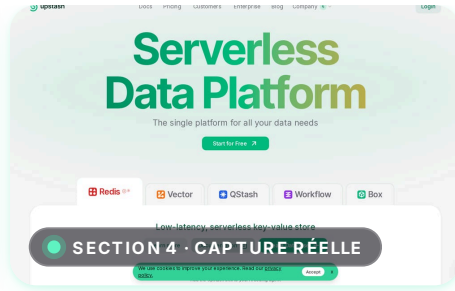 upstash
Docs Pricing Customers Enterprise Blog Company
Login
Serverless
Data Platform
The single platform for all your data needs
Start for Free
Redis
Vector
QStash
Workflow
Box
Low-latency, serverless key-value store
SECTION 4 · CAPTURE RÉELLE
We use cookies to improve your experience. Read our privacy
policy.
Accept